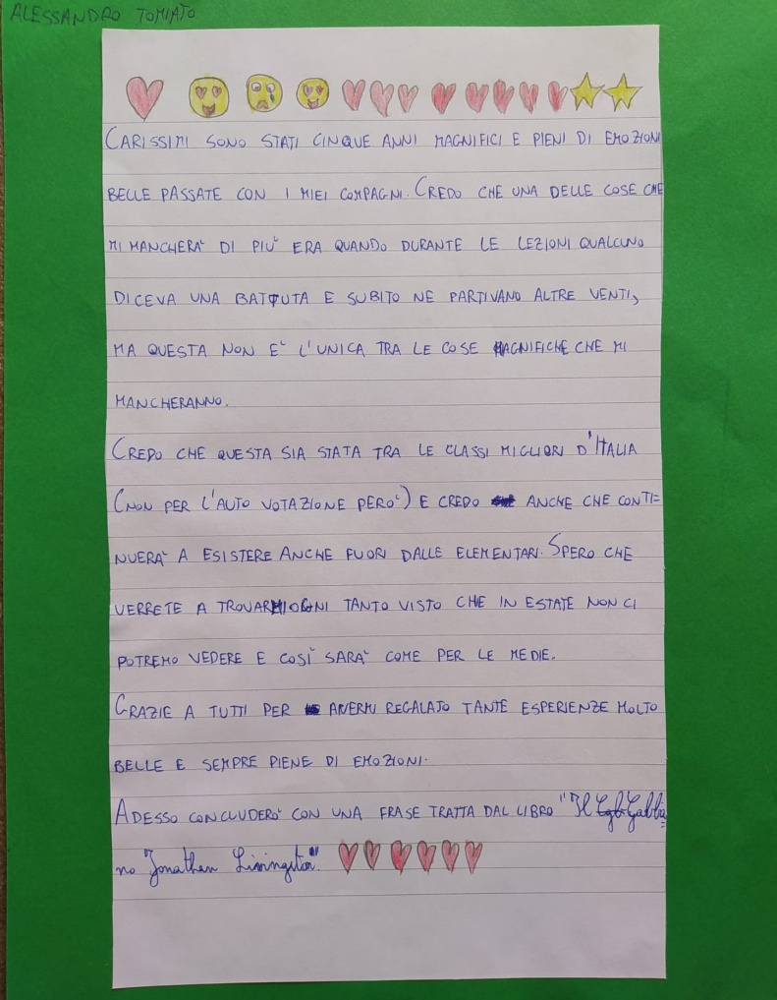 ALESSANDRO TOMIATO
CARISSIMI SONO STATI CINQUE ANNI MAGNIFICI E PIENI DI EMOZIONI
BELLE PASSATE CON I MIEI COMPAGNI. CREDO CHE UNA DELLE COSE CHE
MI MANCHERA' DI PIU' ERA QUANDO DURANTE LE LEZIONI QUALCUNO
DICEVA UNA BATTUTA E SUBITO NE PARTIVANO ALTRE VENTI,
MA QUESTA NON E' L'UNICA TRA LE COSE MAGNIFICHE CHE MI
MANCHERANNO.
CREDO CHE QUESTA SIA STATA TRA LE CLASSI MIGLIORI D'ITALIA
(NON PER L'AUTO VOTAZIONE PERO') E CREDO ANCHE CHE CONTI=
NUERA' A ESISTERE ANCHE FUORI DALLE ELEMENTARI. SPERO CHE
VERRETE A TROVARMI OGNI TANTO VISTO CHE IN ESTATE NON CI
POTREMO VEDERE E COSÌ SARA' COME PER LE MEDIE.
GRAZIE A TUTTI PER AVERMI REGALATO TANTE ESPERIENZE MOLTO
BELLE E SEMPRE PIENE DI EMOZIONI.
ADESSO CONCLUDERO' CON UNA FRASE TRATTA DAL LIBRO "Il Gabbia=
no "Jonathan Livingston".